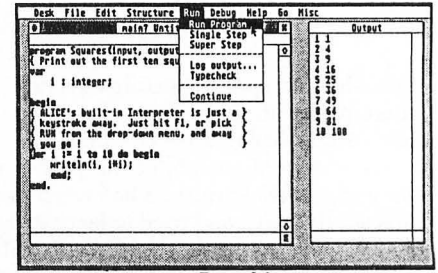 Desk File Edit Structure Run Debug Help Go Misc
main? Untit
Run Program
Single Step
Super Step
Log output...
Typecheck
Continue
program Squares(input, output
{ Print out the first ten squ
var
i : integer;
begin
{ ALICE's built-in Interpreter is just a }
{ keystroke away. Just hit F1, or pick }
{ RUN from the drop-down menu, and away }
{ you go ! }
for i := 1 to 10 do begin
writeln(i, i*i);
end;
end.
Output
1 1
2 4
3 9
4 16
5 25
6 36
7 49
8 64
9 81
10 100